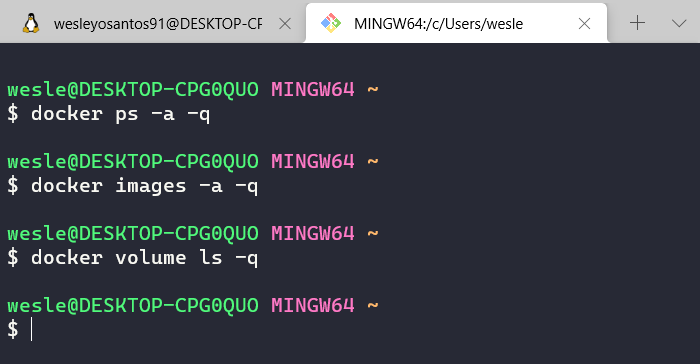 wesleyosantos91@DESKTOP-CP
MINGW64:/c/Users/wesle
wesle@DESKTOP-CPG0QUO MINGW64 ~
$ docker ps -a -q
wesle@DESKTOP-CPG0QUO MINGW64 ~
$ docker images -a -q
wesle@DESKTOP-CPG0QUO MINGW64 ~
$ docker volume ls -q
wesle@DESKTOP-CPG0QUO MINGW64 ~
$